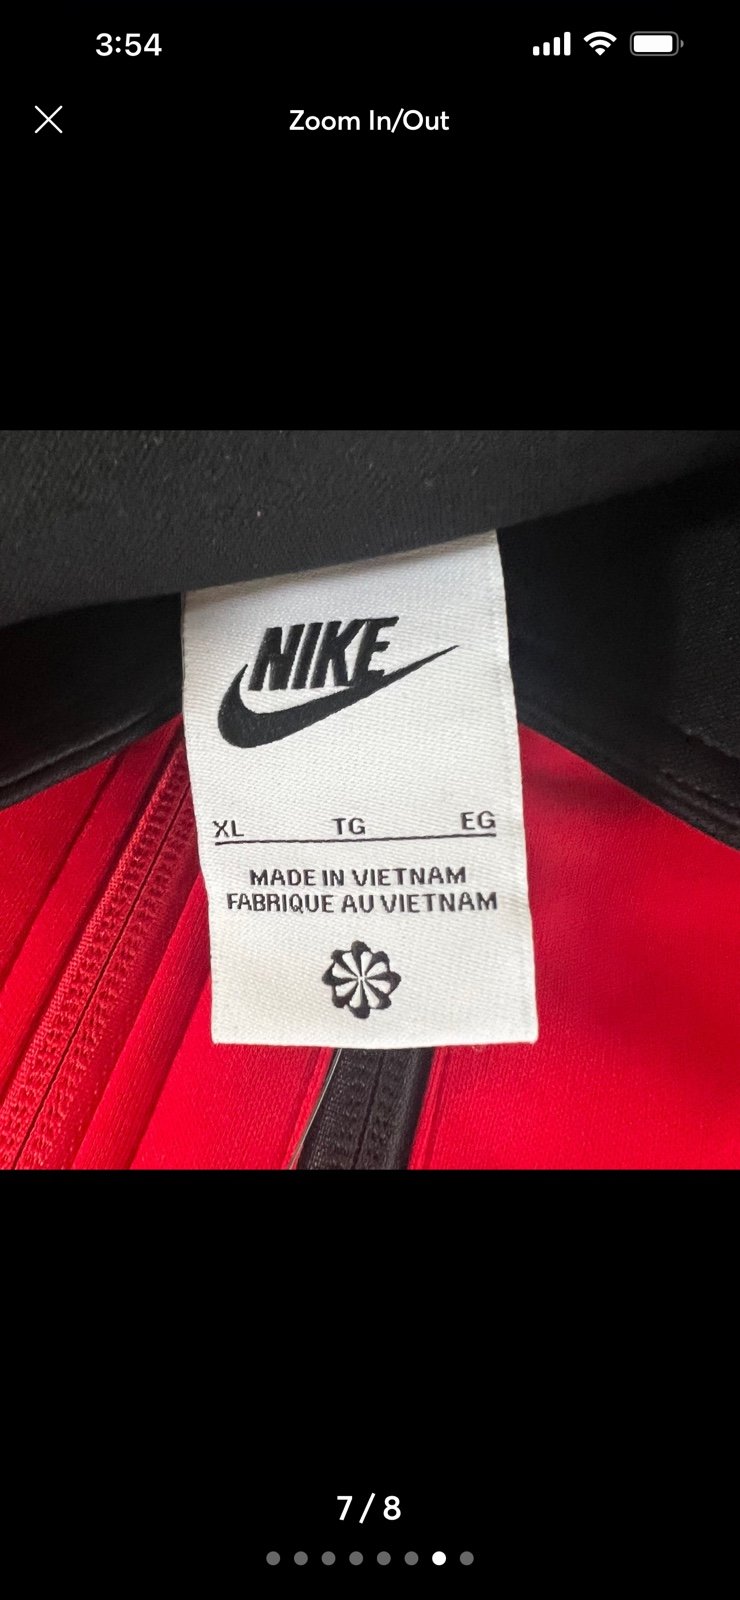 3:54
Zoom In/Out
NIKE
XL TG EG
MADE IN VIETNAM
FABRIQUE AU VIETNAM
7 / 8